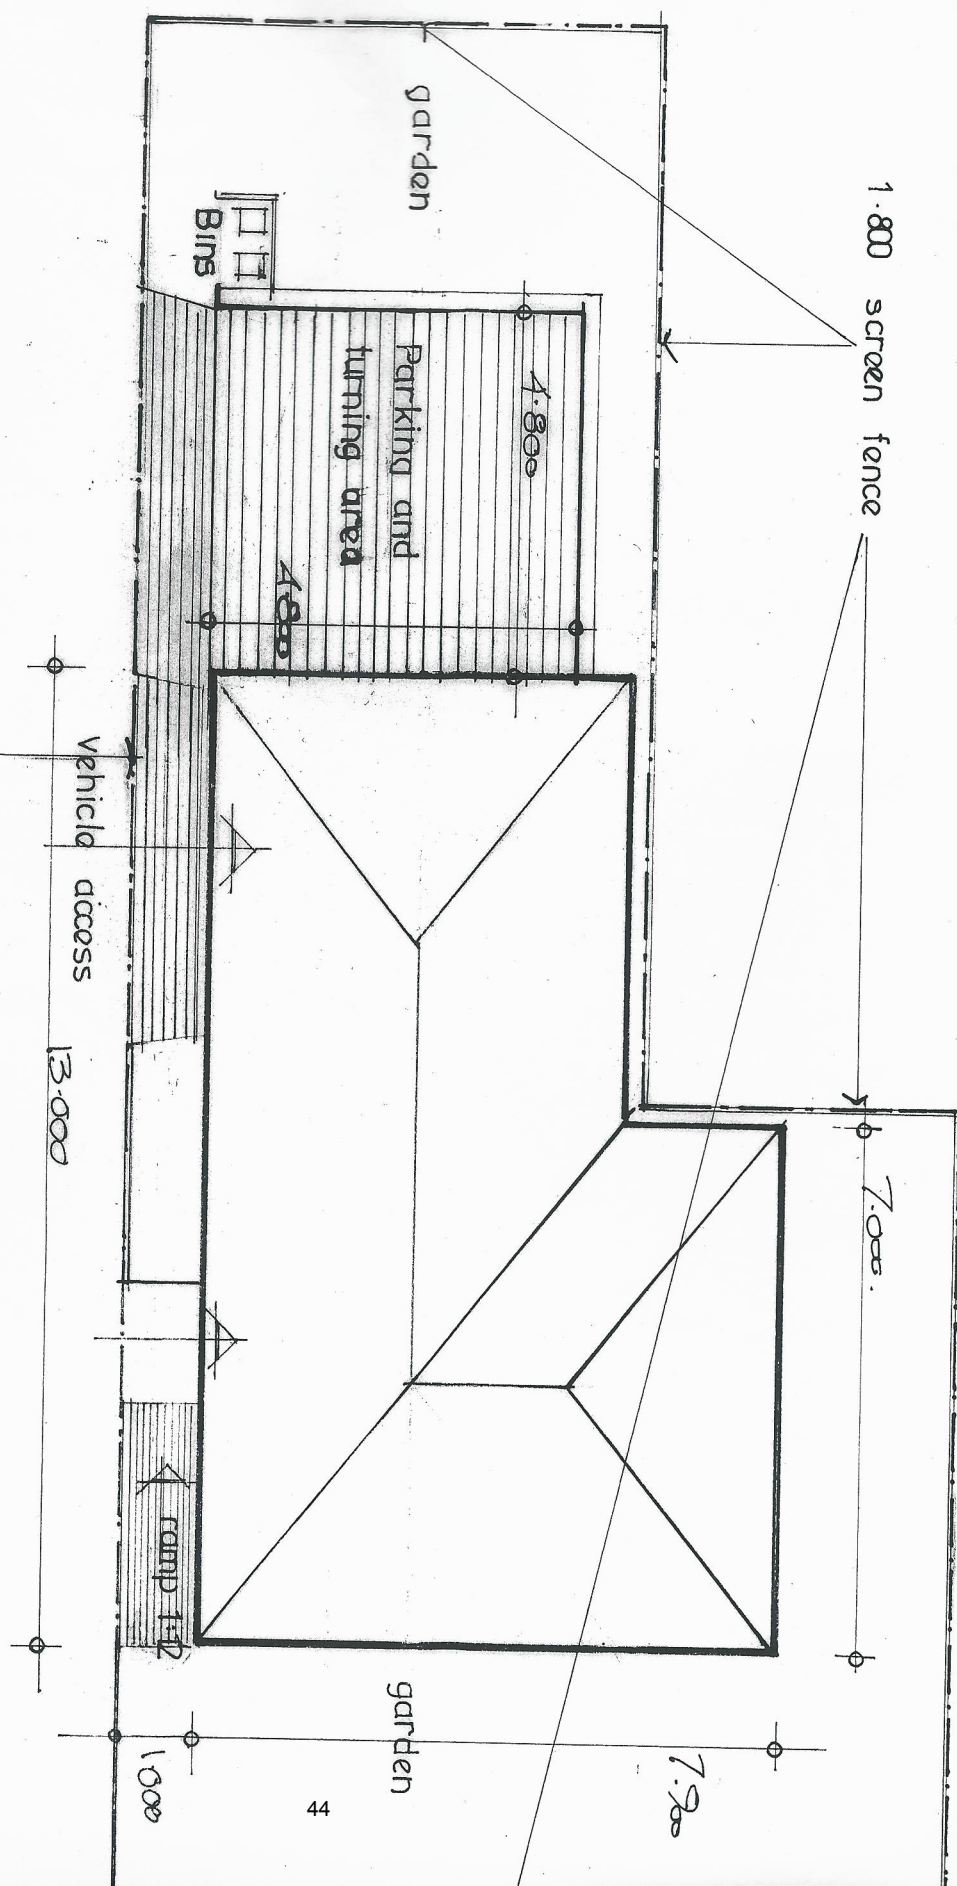 1.800 screen fence
garden
Bins
Parking and
turning area
4.800
4.800
vehicle access
13.000
7.000.
ramp 1:12
garden
1.000
7.900
44